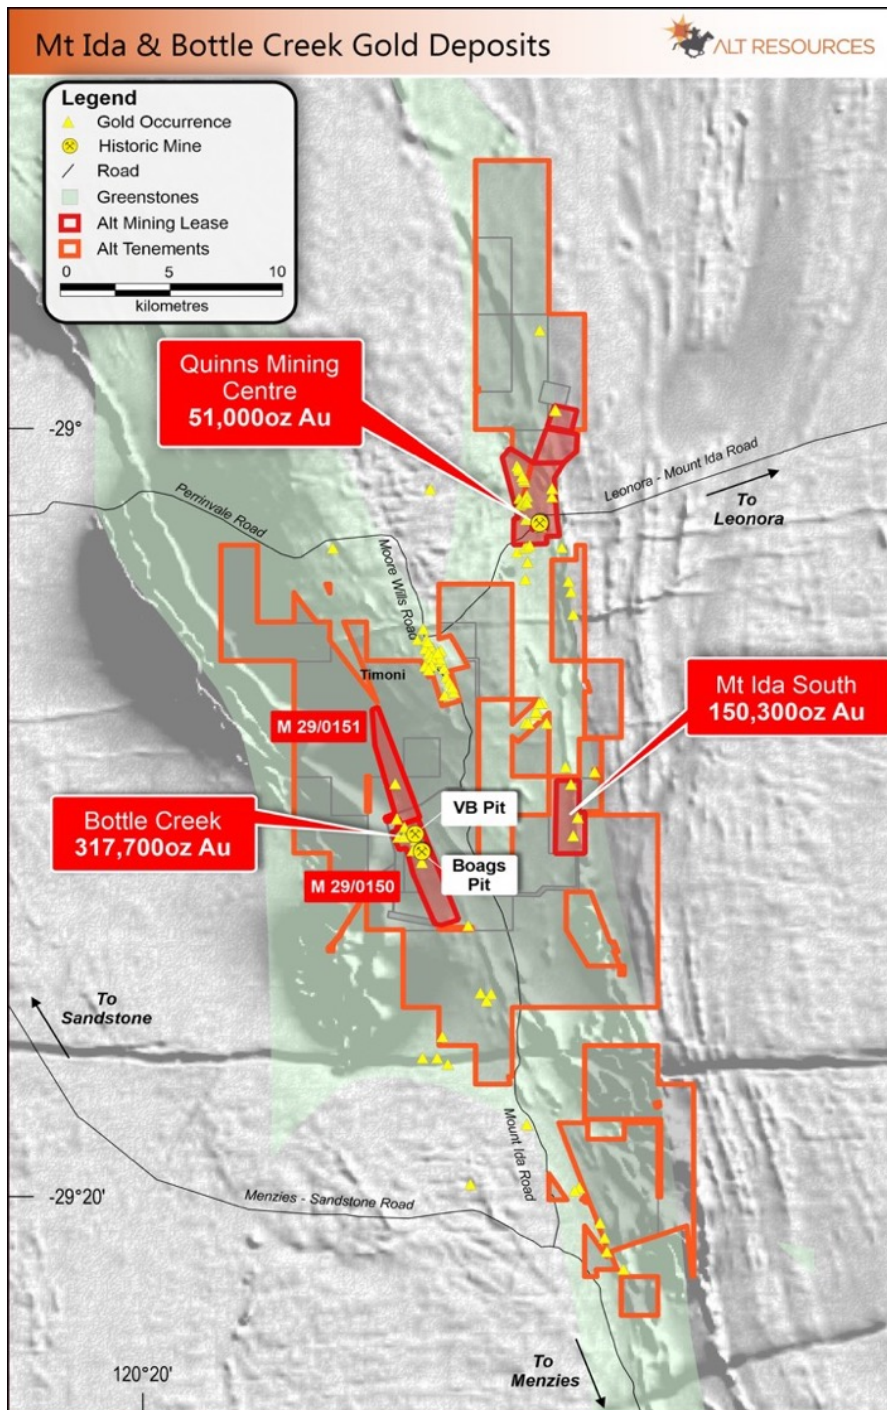 Mt Ida & Bottle Creek Gold Deposits
ALT RESOURCES
Legend
Gold Occurrence
Historic Mine
Road
Greenstones
Alt Mining Lease
Alt Tenements
0 5 10
kilometres
Quinns Mining
Centre
51,000oz Au
-29°
Leonora - Mount Ida Road
To
Leonora
Perrinvale Road
Moore Wills Road
Timoni
Mt Ida South
150,300oz Au
M 29/0151
VB Pit
Bottle Creek
317,700oz Au
Boags
Pit
M 29/0150
To
Sandstone
Mount Ida Road
-29°20'
Menzies - Sandstone Road
To
Menzies
120°20'